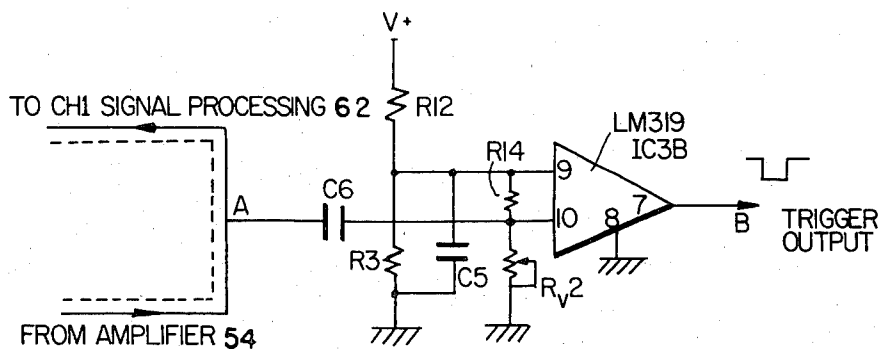 V+
TO CH1 SIGNAL PROCESSING 62
R12
LM319
IC3B
R14
9
C6
A
10
7
8
B
TRIGGER
OUTPUT
R3
C5
Rv2
FROM AMPLIFIER 54